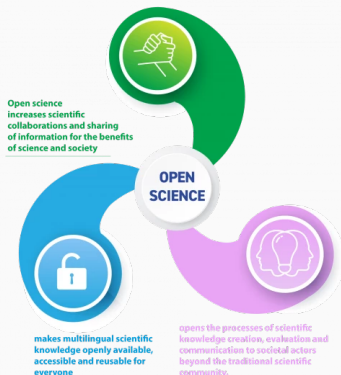 Open science
increases scientific
collaborations and sharing
of information for the benefits
of science and society
OPEN
SCIENCE
makes multilingual scientific
knowledge openly available,
accessible and reusable for
everyone
opens the processes of scientific
knowledge creation, evaluation and
communication to societal actors
beyond the traditional scientific
community.